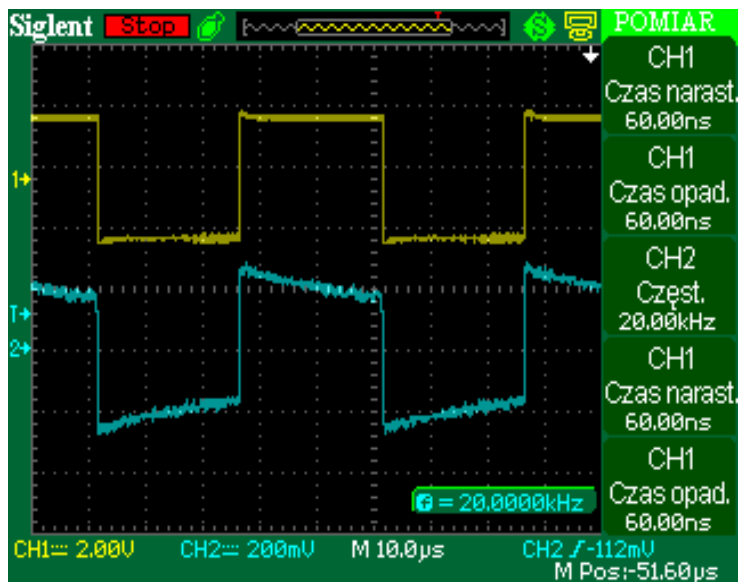 Siglent Stop $ POMIAR
CH1
Czas narast.
60.00ns
CH1
Czas opad.
60.00ns
CH2
Częst.
20.00kHz
CH1
Czas narast.
60.00ns
CH1
Czas opad.
60.00ns
1
T
2
f = 20.0000kHz
CH1 2.00V CH2 200mV M 10.0µs CH2 -112mV
M Pos:-51.60µs